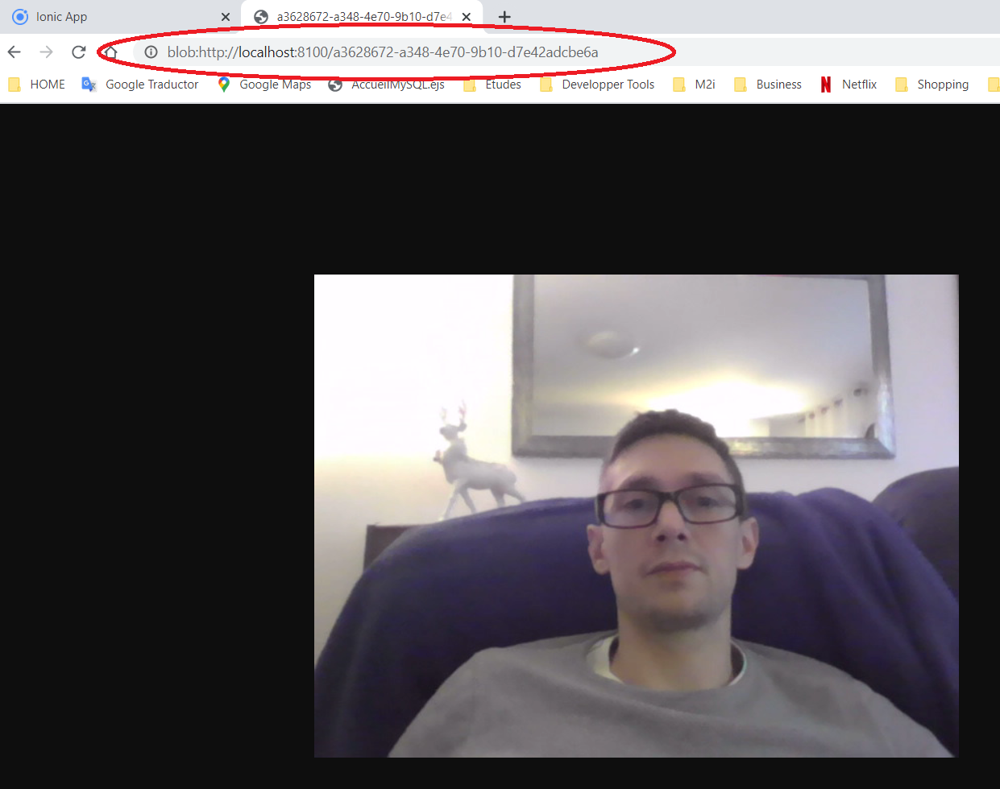 Ionic App
a3628672-a348-4e70-9b10-d7e4
blob:http://localhost:8100/a3628672-a348-4e70-9b10-d7e42adcbe6a
HOME Google Traductor Google Maps AccueilMySQL.ejs Etudes Developper Tools M2i Business Netflix Shopping